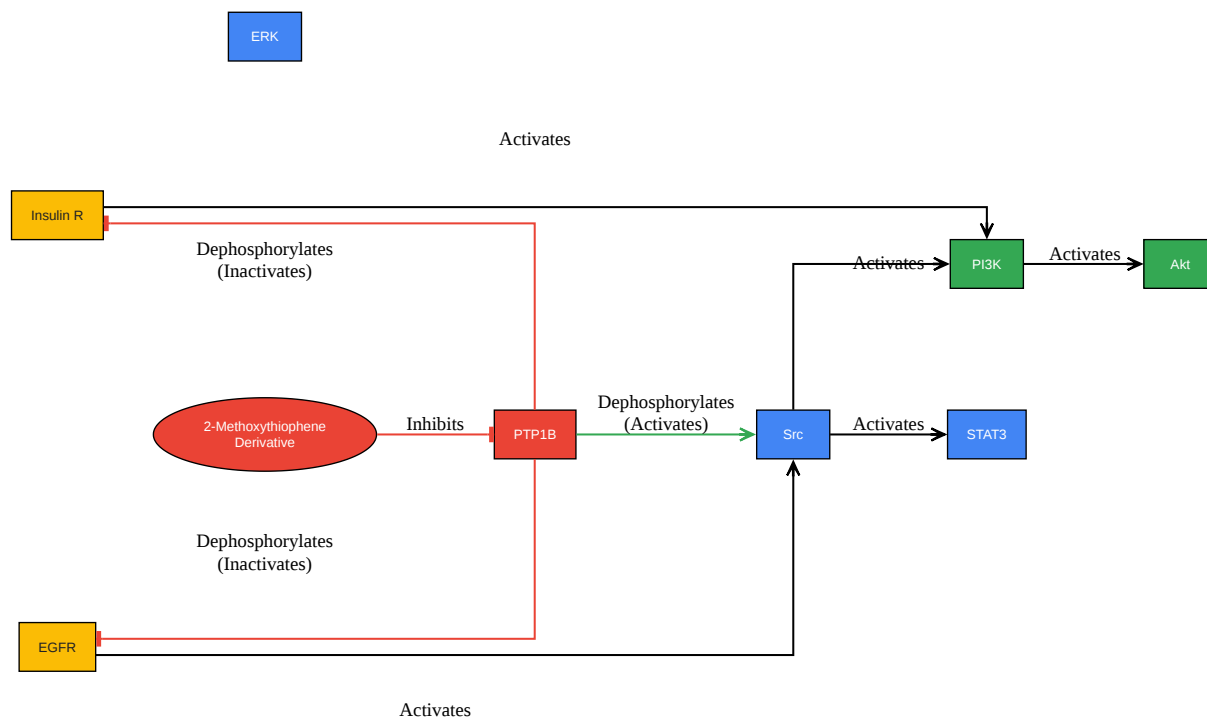 ERK
Activates
Insulin R
Dephosphorylates
(Inactivates)
Activates
PI3K
Activates
Akt
2-Methoxythiophene
Derivative
Inhibits
PTP1B
Dephosphorylates
(Activates)
Src
Activates
STAT3
Dephosphorylates
(Inactivates)
EGFR
Activates